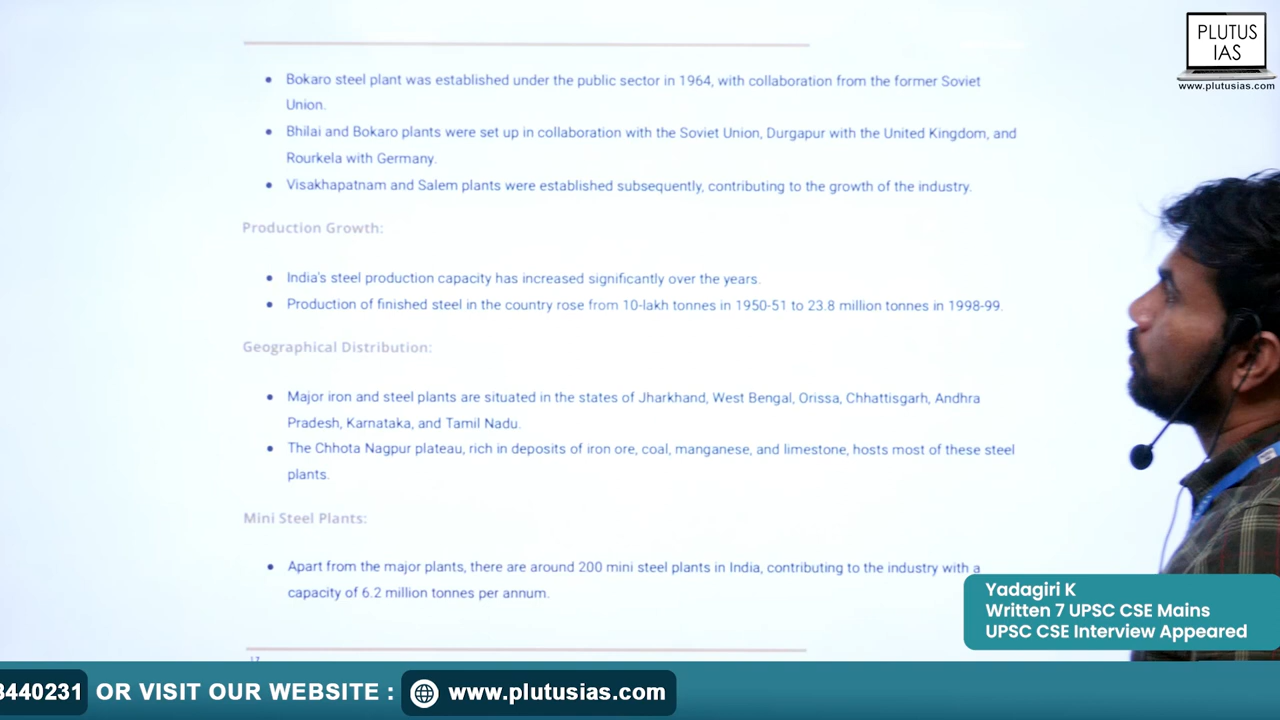 PLUTUS
IAS
www.plutusias.com
• Bokaro steel plant was established under the public sector in 1964, with collaboration from the former Soviet
Union.
• Bhilai and Bokaro plants were set up in collaboration with the Soviet Union, Durgapur with the United Kingdom, and
Rourkela with Germany.
• Visakhapatnam and Salem plants were established subsequently, contributing to the growth of the industry.
Production Growth:
• India's steel production capacity has increased significantly over the years.
• Production of finished steel in the country rose from 10-lakh tonnes in 1950-51 to 23.8 million tonnes in 1998-99.
Geographical Distribution:
• Major iron and steel plants are situated in the states of Jharkhand, West Bengal, Orissa, Chhattisgarh, Andhra
Pradesh, Karnataka, and Tamil Nadu.
• The Chhota Nagpur plateau, rich in deposits of iron ore, coal, manganese, and limestone, hosts most of these steel
plants.
Mini Steel Plants:
• Apart from the major plants, there are around 200 mini steel plants in India, contributing to the industry with a
capacity of 6.2 million tonnes per annum.
Yadagiri K
Written 7 UPSC CSE Mains
UPSC CSE Interview Appeared
3440231 OR VISIT OUR WEBSITE : www.plutusias.com